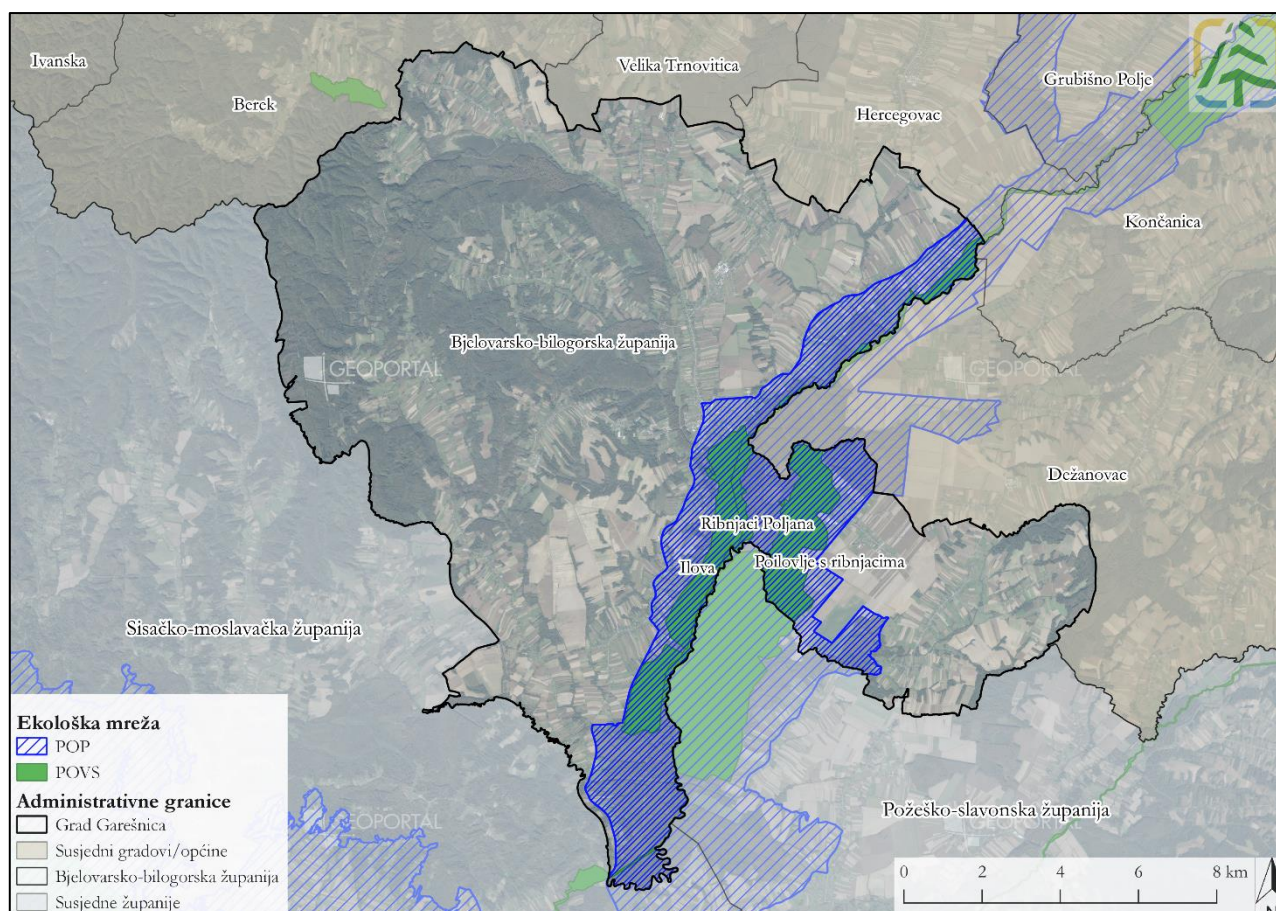 Ivanska
Velika Trnovitica
Grubišno Polje
Berek
Hercegovac
Končanica
Bjelovarsko-bilogorska županija
GEOPORTAL
GEOPORTAL
Dežanovac
Ribnjaci Poljana
Ilova
Poilovlje s ribnjacima
Sisačko-moslavačka županija
Požeško-slavonska županija
GEOPORTAL
GEOPORTAL
Ekološka mreža
POP
POVS
Administrativne granice
Grad Garešnica
Susjedni gradovi/općine
Bjelovarsko-bilogorska županija
Susjedne županije
0 2 4 6 8 km
N